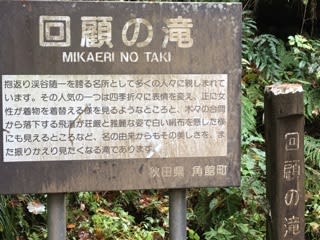 回顧の滝
MIKAERI NO TAKI
抱返り渓谷随一を誇る名所として多くの人々に親しまれて
います。その人気の一つは四季折々に表情を変え、正に女
性が着物を着替える様を見るようなところと、木々の合間
から落下する飛瀑が荘厳と雅麗な姿で白い絹布を懸した様
にも見えるところなど、名の由来からもその美しさを、ま
た振りかえり見たくなる滝であります。
秋田県 角館町
回顧の滝